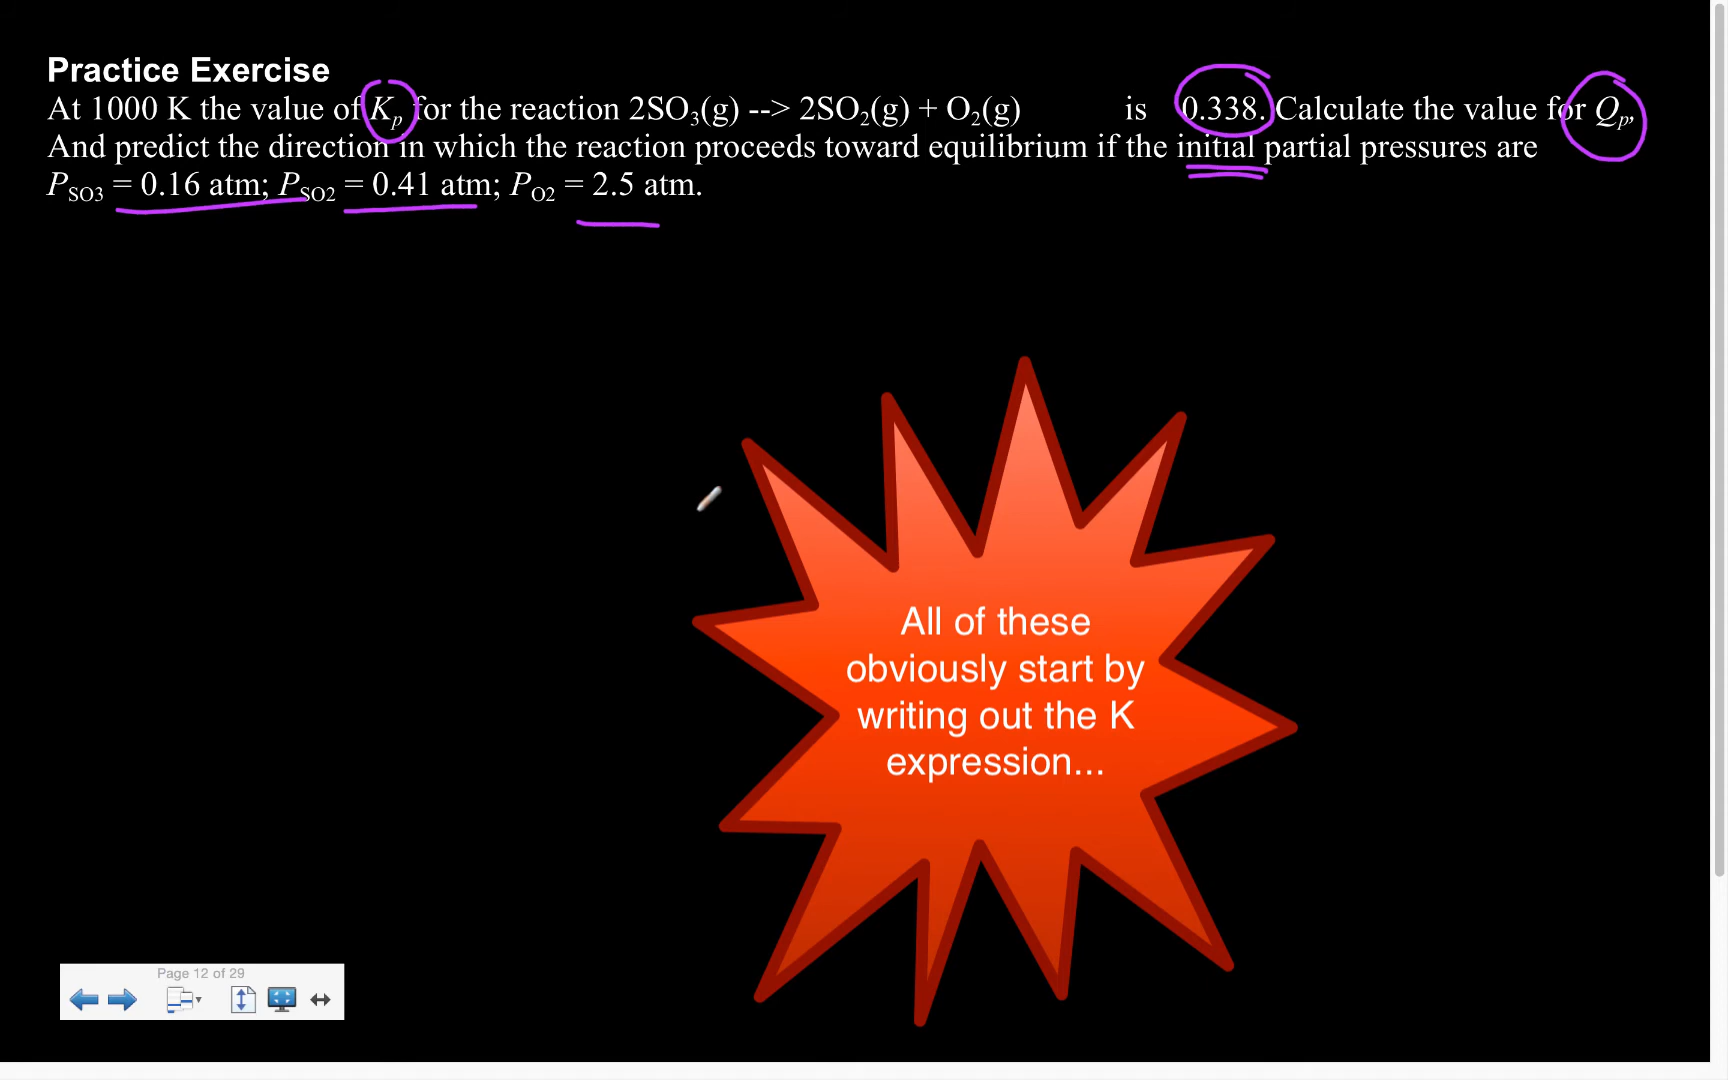 Practice Exercise
At 1000 K the value of Kₚ for the reaction 2SO₃(g) --> 2SO₂(g) + O₂(g) is 0.338. Calculate the value for Qₚ,
And predict the direction in which the reaction proceeds toward equilibrium if the initial partial pressures are
P_SO3 = 0.16 atm; P_SO2 = 0.41 atm; P_O2 = 2.5 atm.
All of these
obviously start by
writing out the K
expression...
Page 12 of 29